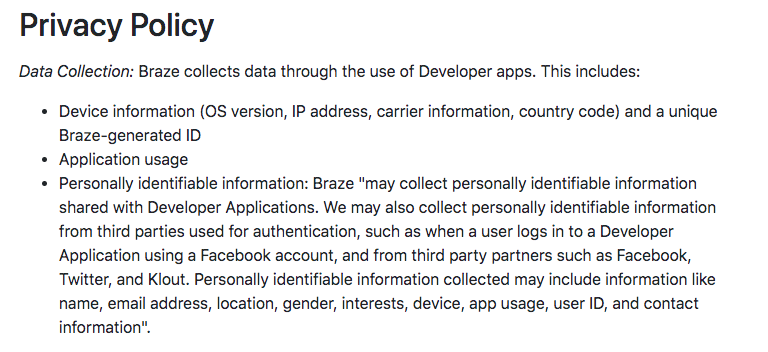 Privacy Policy
Data Collection: Braze collects data through the use of Developer apps. This includes:
• Device information (OS version, IP address, carrier information, country code) and a unique
Braze-generated ID
• Application usage
• Personally identifiable information: Braze "may collect personally identifiable information
shared with Developer Applications. We may also collect personally identifiable information
from third parties used for authentication, such as when a user logs in to a Developer
Application using a Facebook account, and from third party partners such as Facebook,
Twitter, and Klout. Personally identifiable information collected may include information like
name, email address, location, gender, interests, device, app usage, user ID, and contact
information".